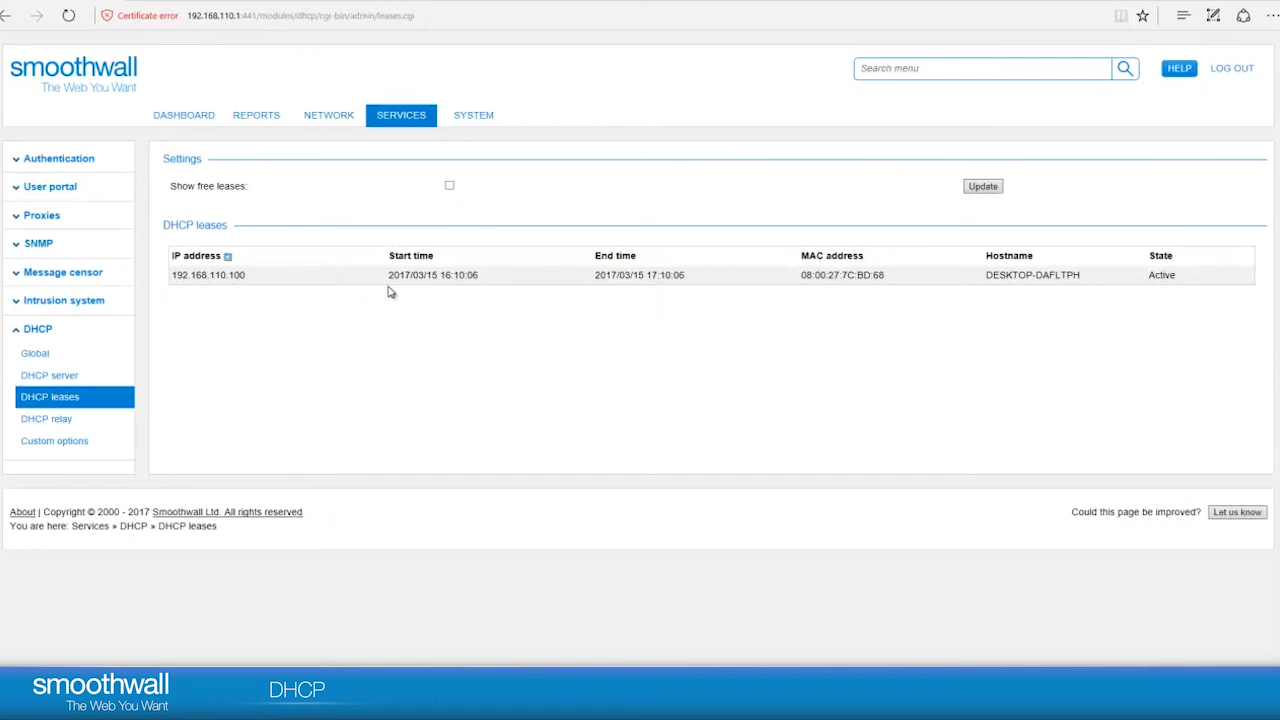 Certificate error 192.168.110.1:441/modules/dhcp/cgi-bin/admin/leases.cgi
smoothwall
The Web You Want
Search menu
HELP
LOG OUT
DASHBOARD REPORTS NETWORK SERVICES SYSTEM
Authentication
User portal
Proxies
SNMP
Message censor
Intrusion system
DHCP
Global
DHCP server
DHCP leases
DHCP relay
Custom options
Settings
Show free leases:
Update
DHCP leases
IP address Start time End time MAC address Hostname State
192.168.110.100 2017/03/15 16:10:06 2017/03/15 17:10:06 08:00:27:7C:BD:68 DESKTOP-DAFLTPH Active
About | Copyright © 2000 - 2017 Smoothwall Ltd. All rights reserved
You are here: Services » DHCP » DHCP leases
Could this page be improved? Let us know
smoothwall
The Web You Want
DHCP